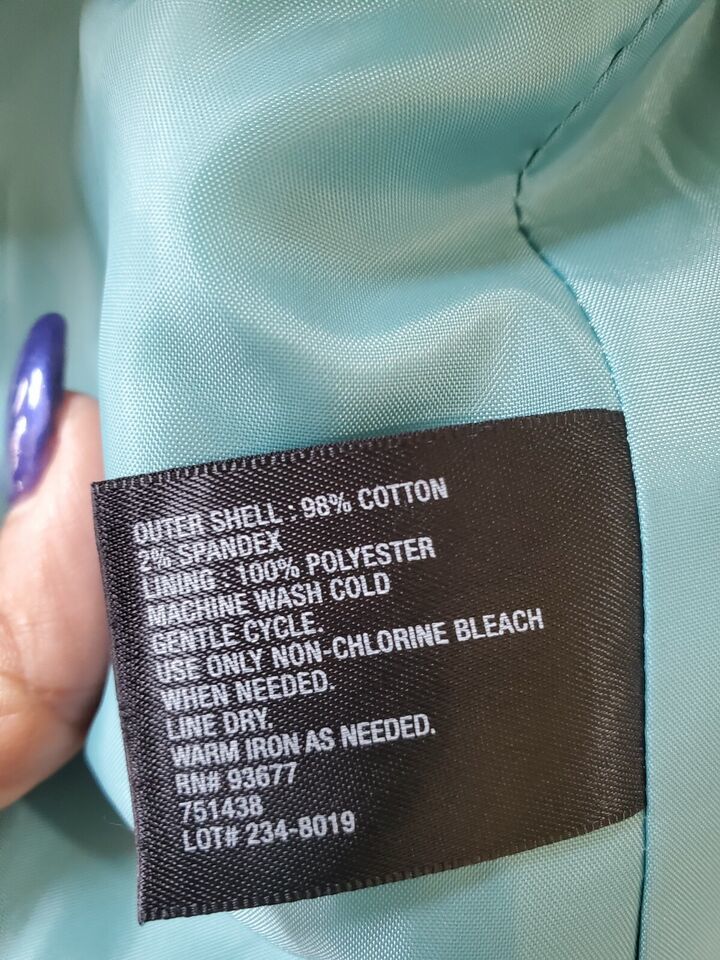 OUTER SHELL : 98% COTTON
2% SPANDEX
LINING : 100% POLYESTER
MACHINE WASH COLD
GENTLE CYCLE.
USE ONLY NON-CHLORINE BLEACH
WHEN NEEDED.
LINE DRY.
WARM IRON AS NEEDED.
RN# 93677
751438
LOT# 234-8019